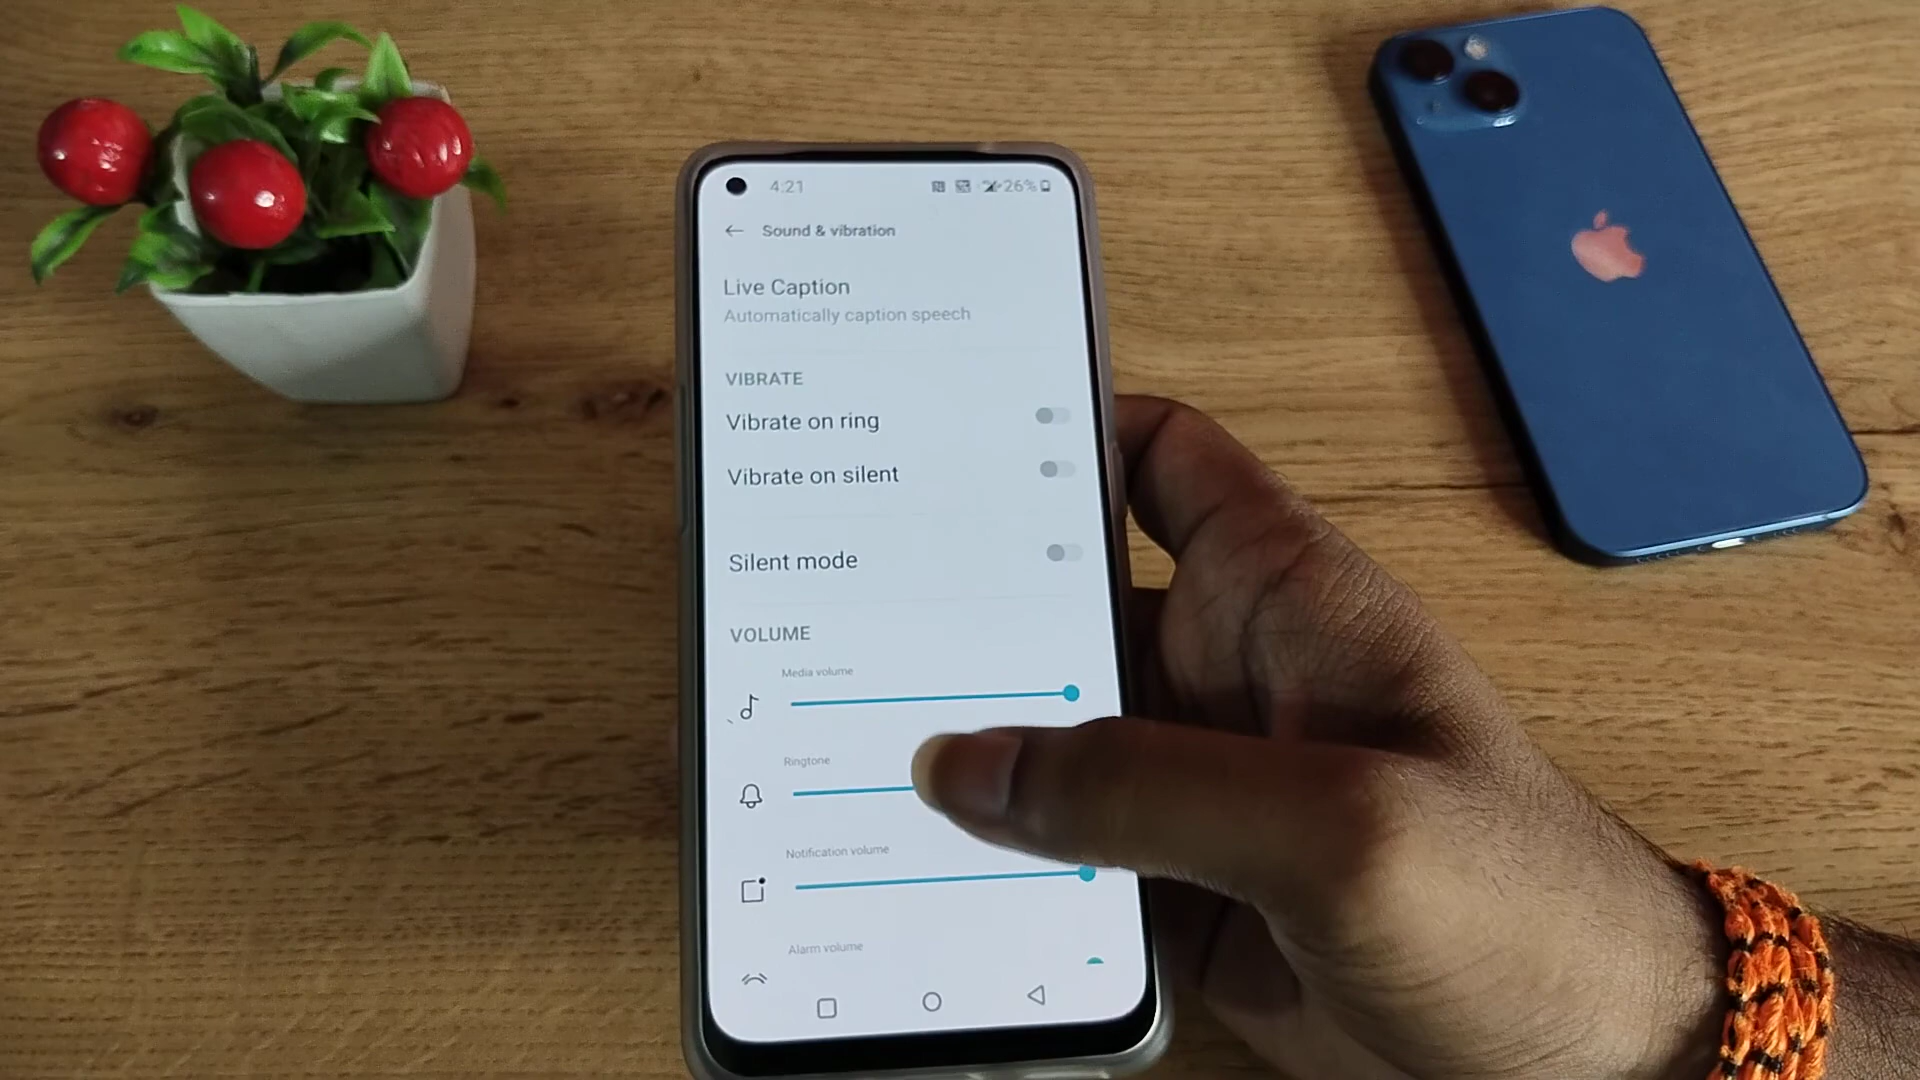 4:21
26%
Sound & vibration
Live Caption
Automatically caption speech
VIBRATE
Vibrate on ring
Vibrate on silent
Silent mode
VOLUME
Media volume
Ringtone
Notification volume
Alarm volume